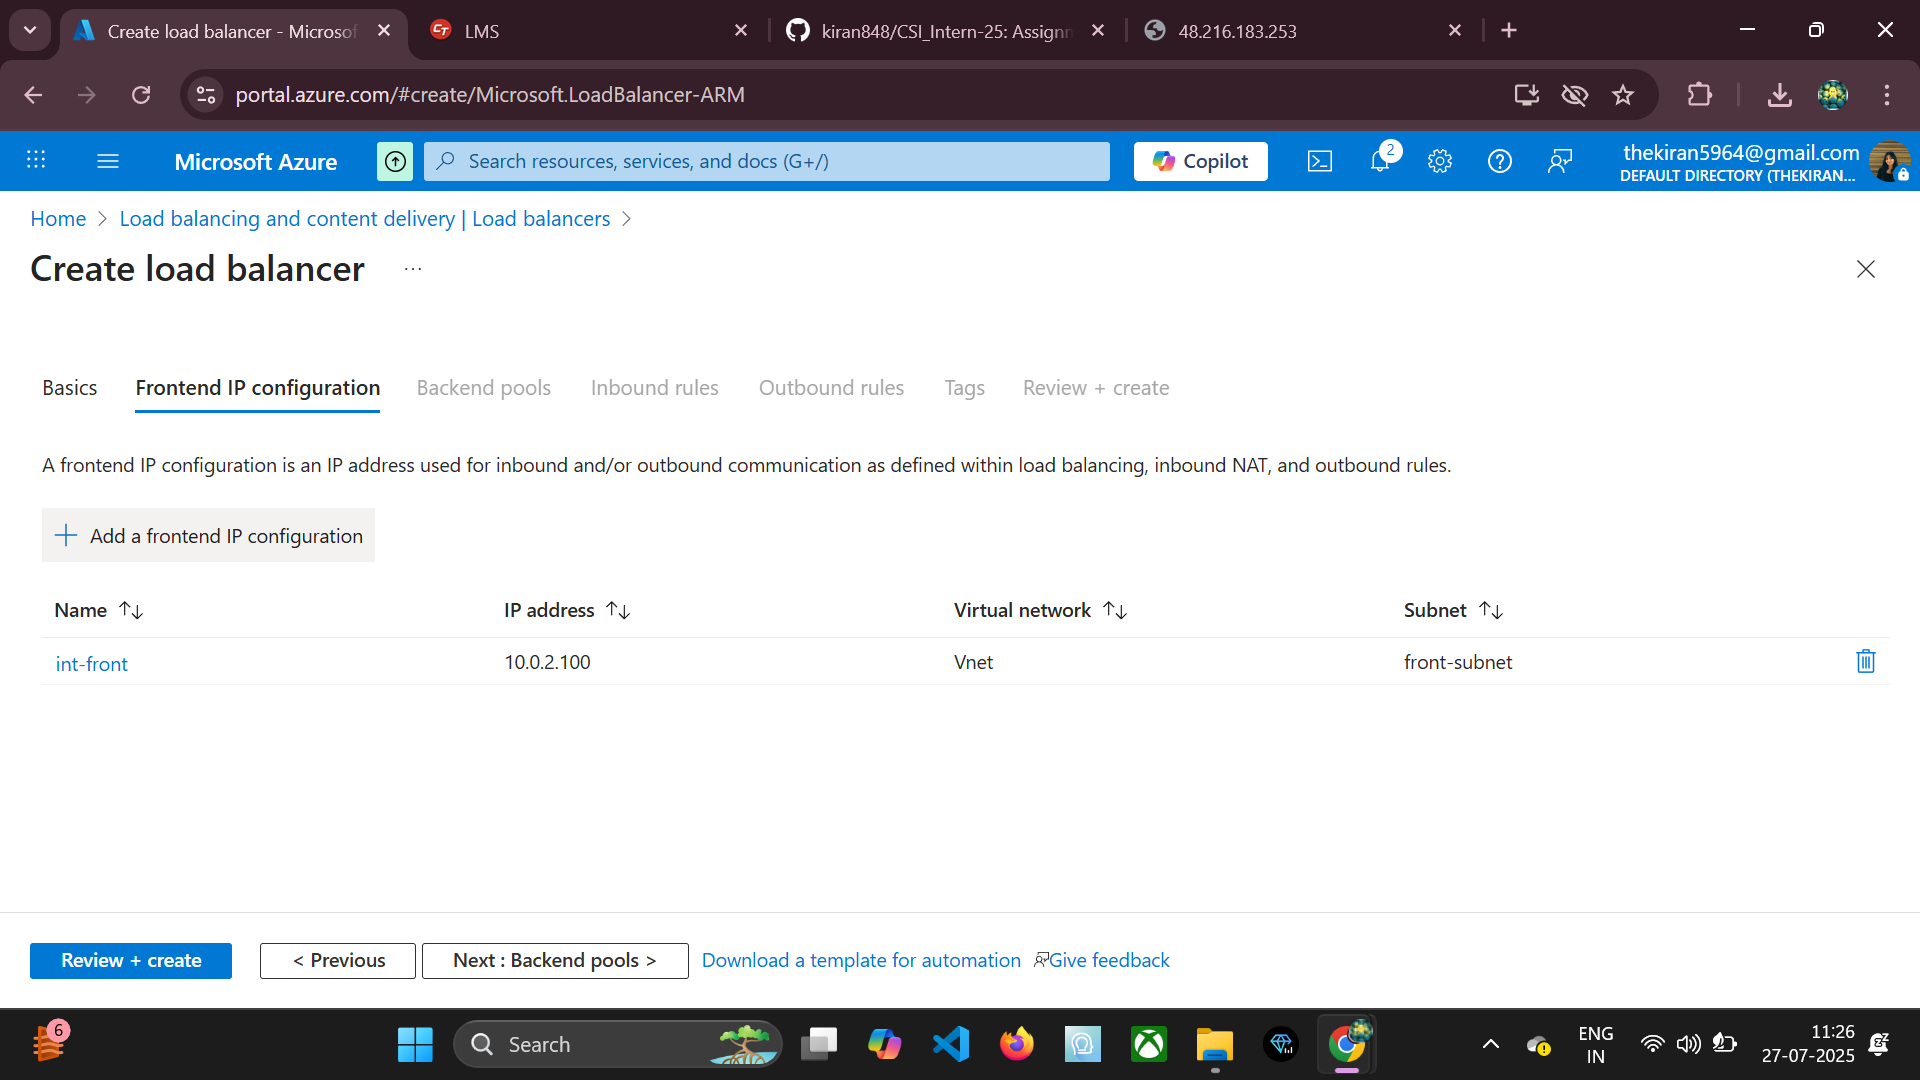 Create load balancer - Microsof
LMS
kiran848/CSI_Intern-25: Assignm
48.216.183.253
portal.azure.com/#create/Microsoft.LoadBalancer-ARM
Microsoft Azure
Search resources, services, and docs (G+/)
Copilot
2
thekiran5964@gmail.com
DEFAULT DIRECTORY (THEKIRAN...
Home > Load balancing and content delivery | Load balancers >
Create load balancer ...
Basics
Frontend IP configuration
Backend pools
Inbound rules
Outbound rules
Tags
Review + create
A frontend IP configuration is an IP address used for inbound and/or outbound communication as defined within load balancing, inbound NAT, and outbound rules.
Add a frontend IP configuration
Name IP address Virtual network Subnet
int-front 10.0.2.100 Vnet front-subnet
Review + create
< Previous
Next : Backend pools >
Download a template for automation
Give feedback
6
Search
ENG
IN
11:26
27-07-2025